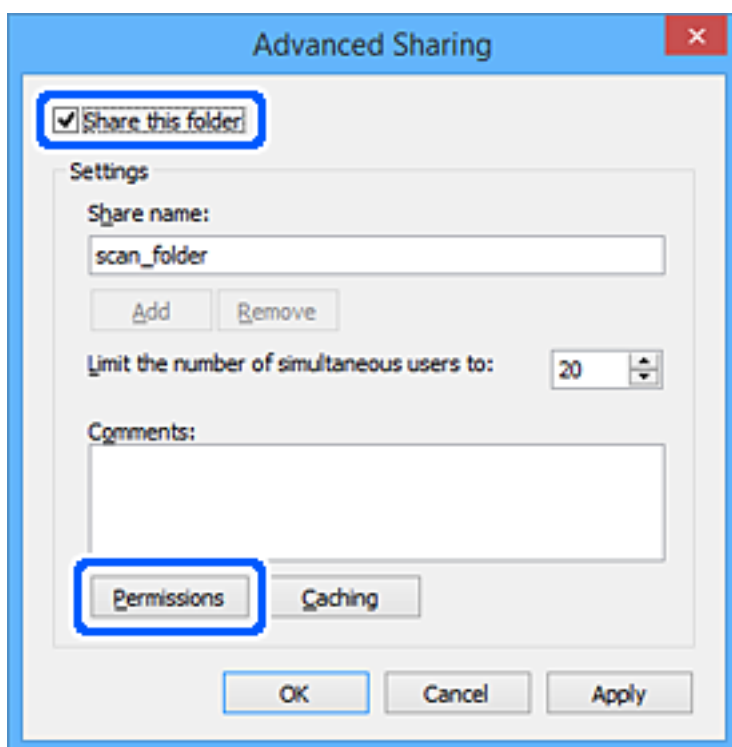 Advanced Sharing
Share this folder
Settings
Share name:
scan_folder
Add Remove
Limit the number of simultaneous users to: 20
Comments:
Permissions Caching
OK Cancel Apply